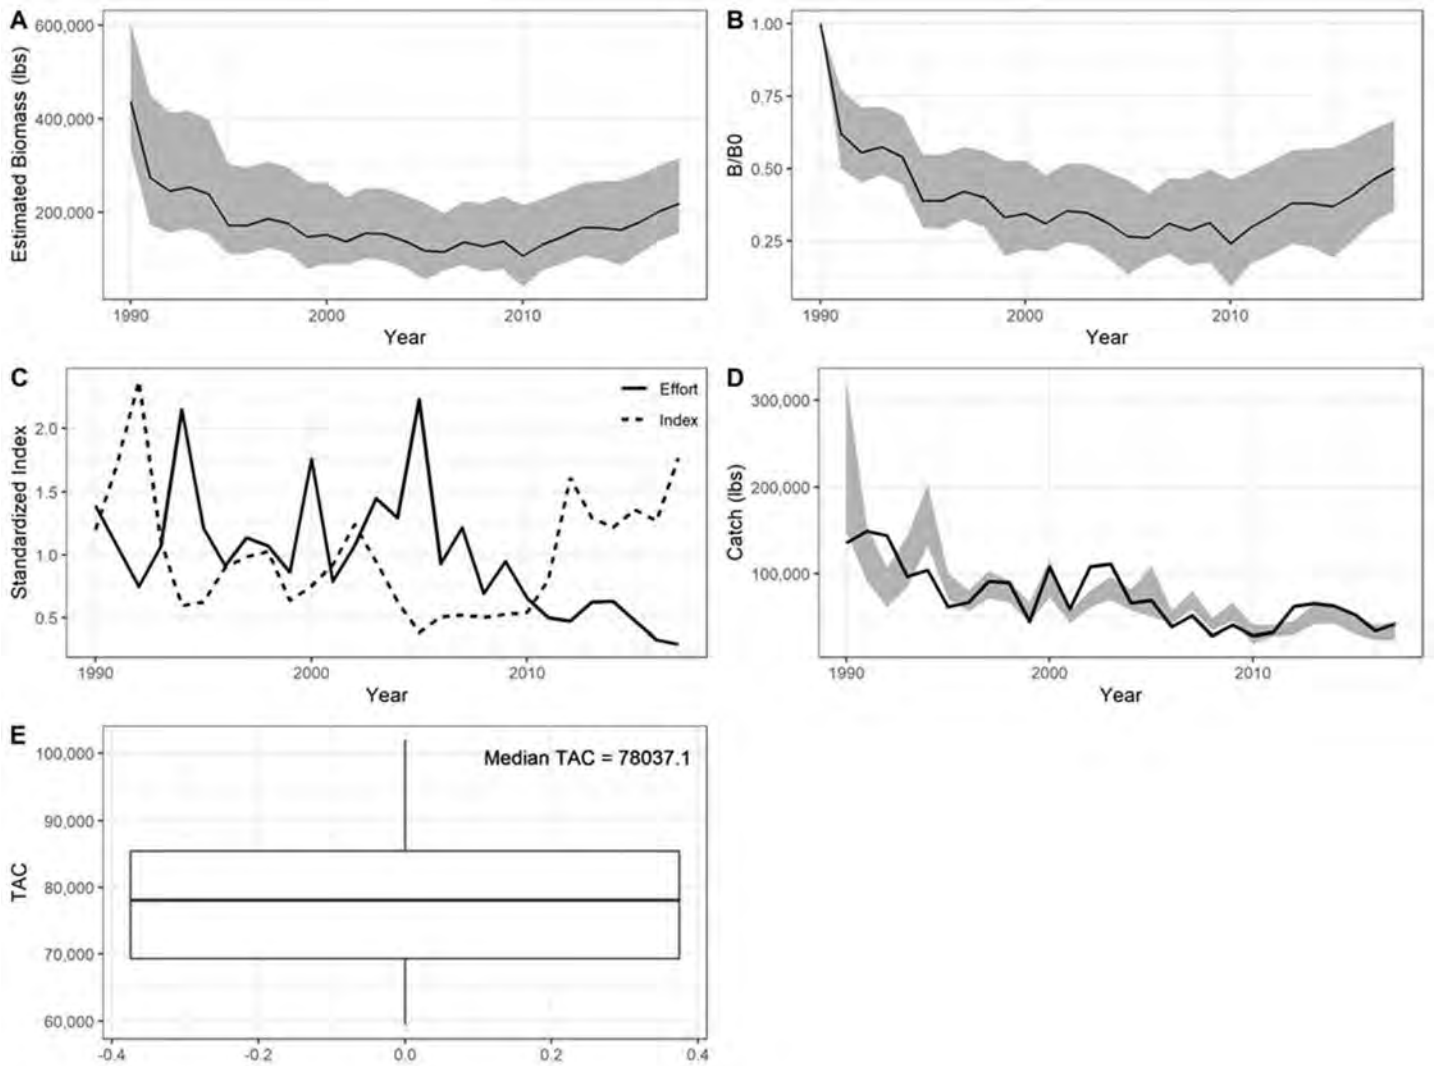 A
Estimated Biomass (lbs)
600,000
400,000
200,000
1990
2000
2010
Year
B
B/B0
1.00
0.75
0.50
0.25
1990
2000
2010
Year
C
Standardized Index
2.0
1.5
1.0
0.5
Effort
Index
1990
2000
2010
Year
D
Catch (lbs)
300,000
200,000
100,000
1990
2000
2010
Year
E
TAC
100,000
90,000
80,000
70,000
60,000
Median TAC = 78037.1
-0.4
-0.2
0.0
0.2
0.4